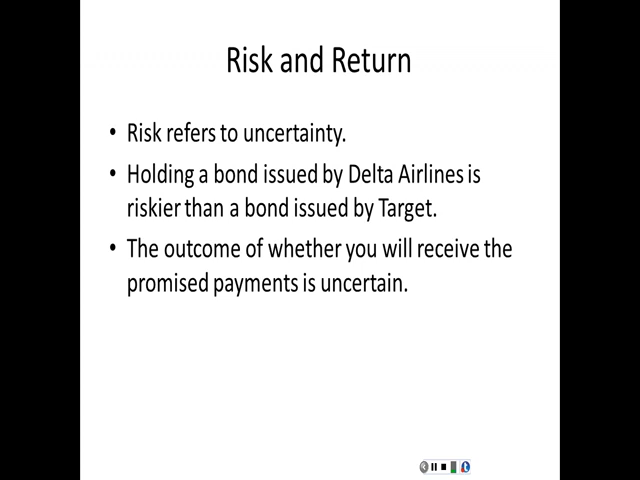 Risk and Return
• Risk refers to uncertainty.
• Holding a bond issued by Delta Airlines is
riskier than a bond issued by Target.
• The outcome of whether you will receive the
promised payments is uncertain.